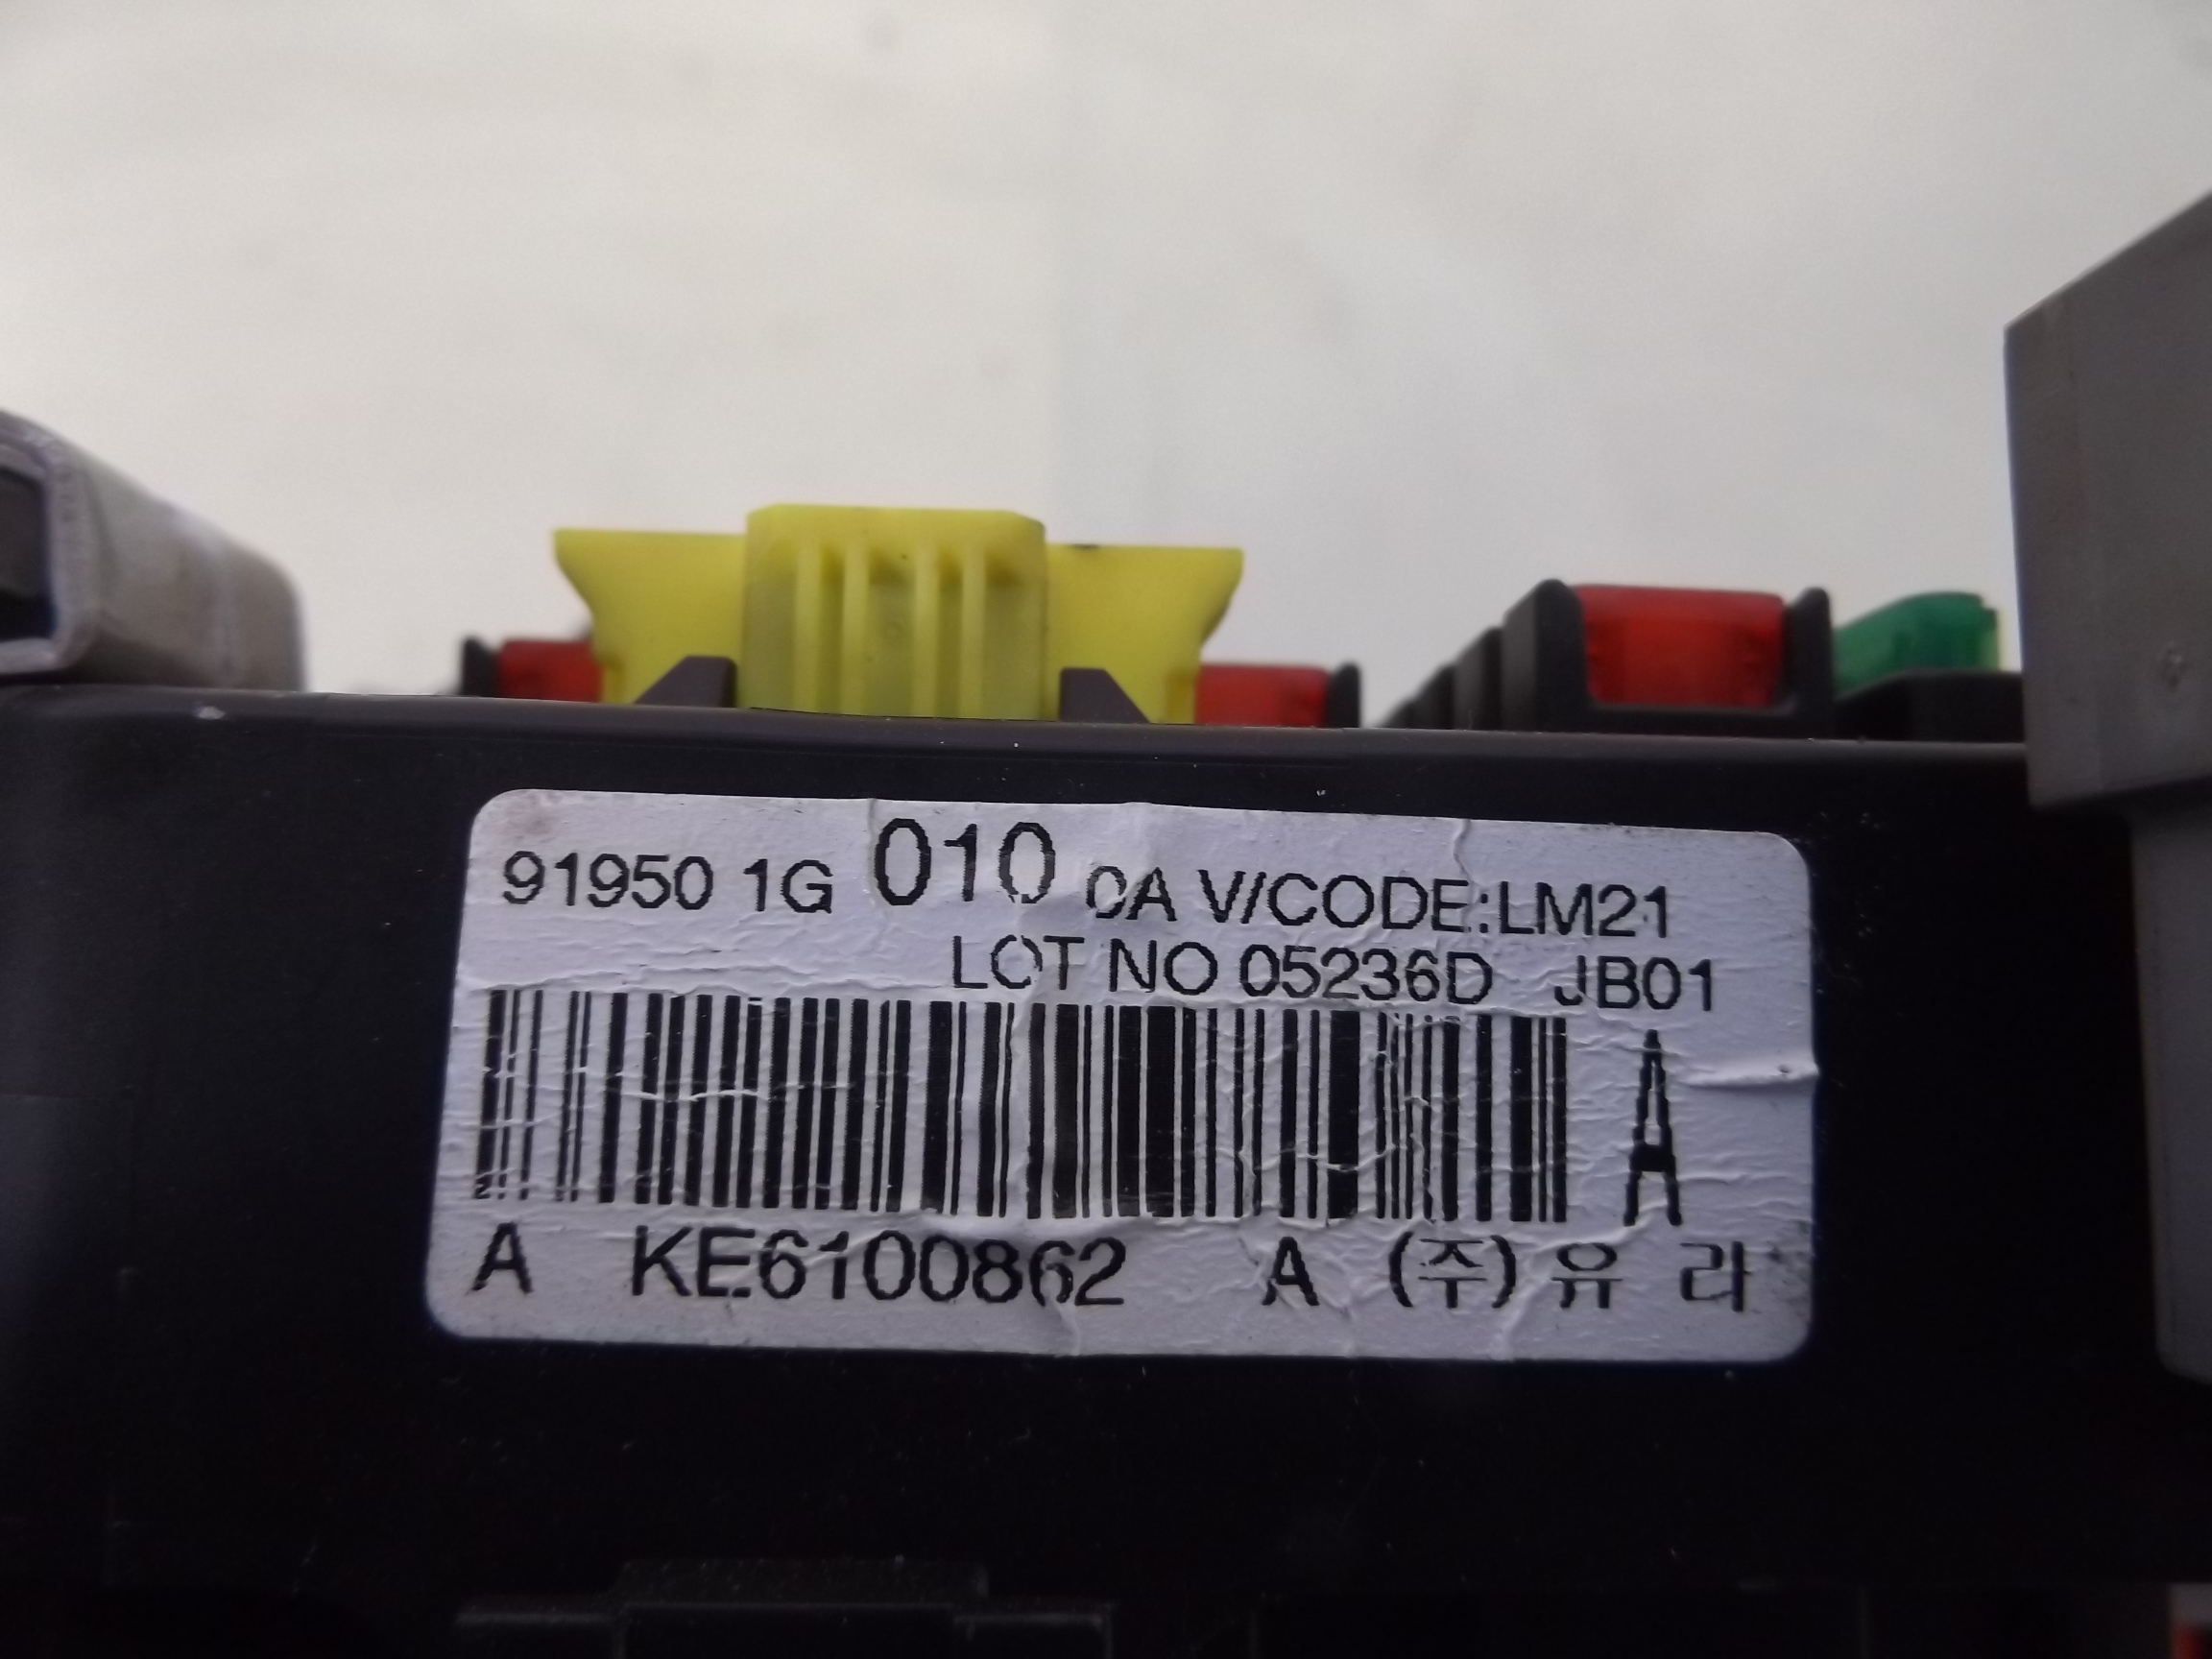 91950 1G 010 0A V/CODE:LM21
LOT NO 05236D JB01
A
A KE6100862 A (주)유 라